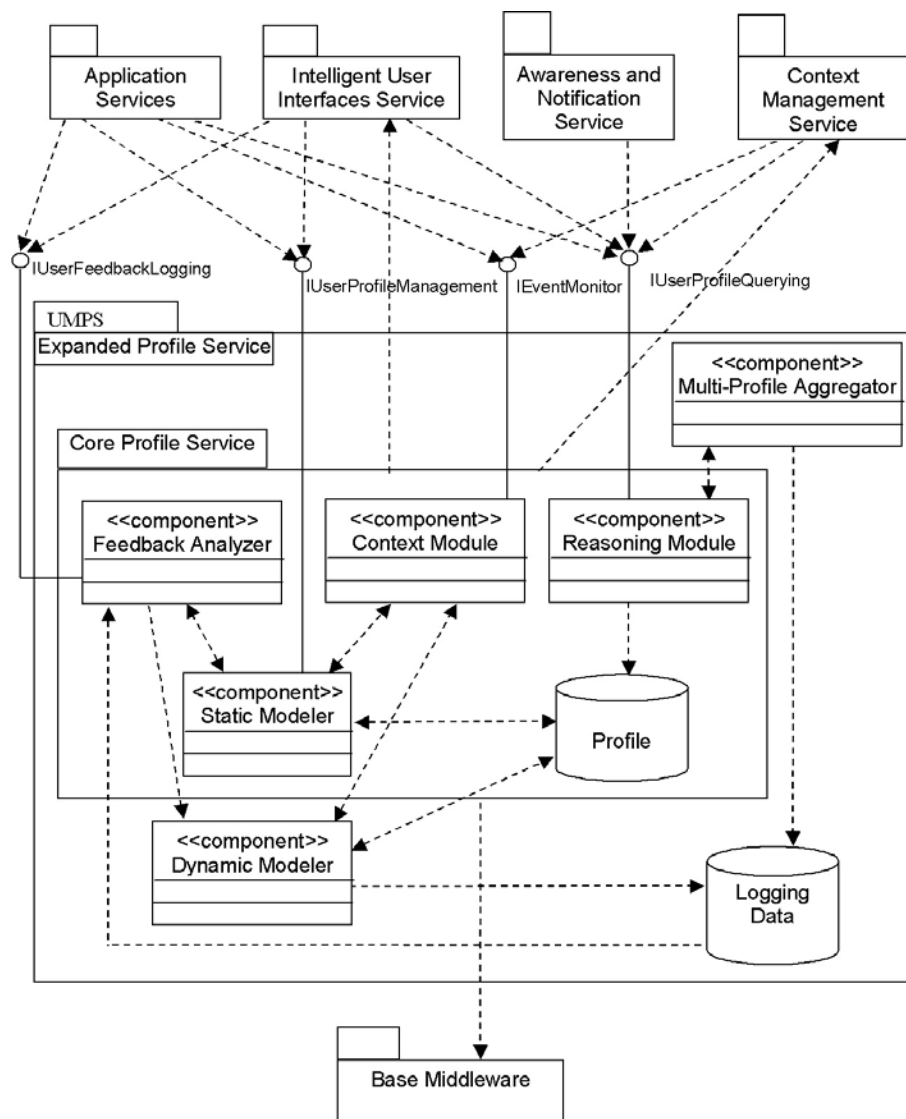 Application
Services
Intelligent User
Interfaces Service
Awareness and
Notification
Service
Context
Management
Service
IUserFeedbackLogging
IUserProfileManagement
IEventMonitor
IUserProfileQuerying
UMPS
Expanded Profile Service
<<component>>
Multi-Profile Aggregator
Core Profile Service
<<component>>
Feedback Analyzer
<<component>>
Context Module
<<component>>
Reasoning Module
<<component>>
Static Modeler
Profile
<<component>>
Dynamic Modeler
Logging
Data
Base Middleware